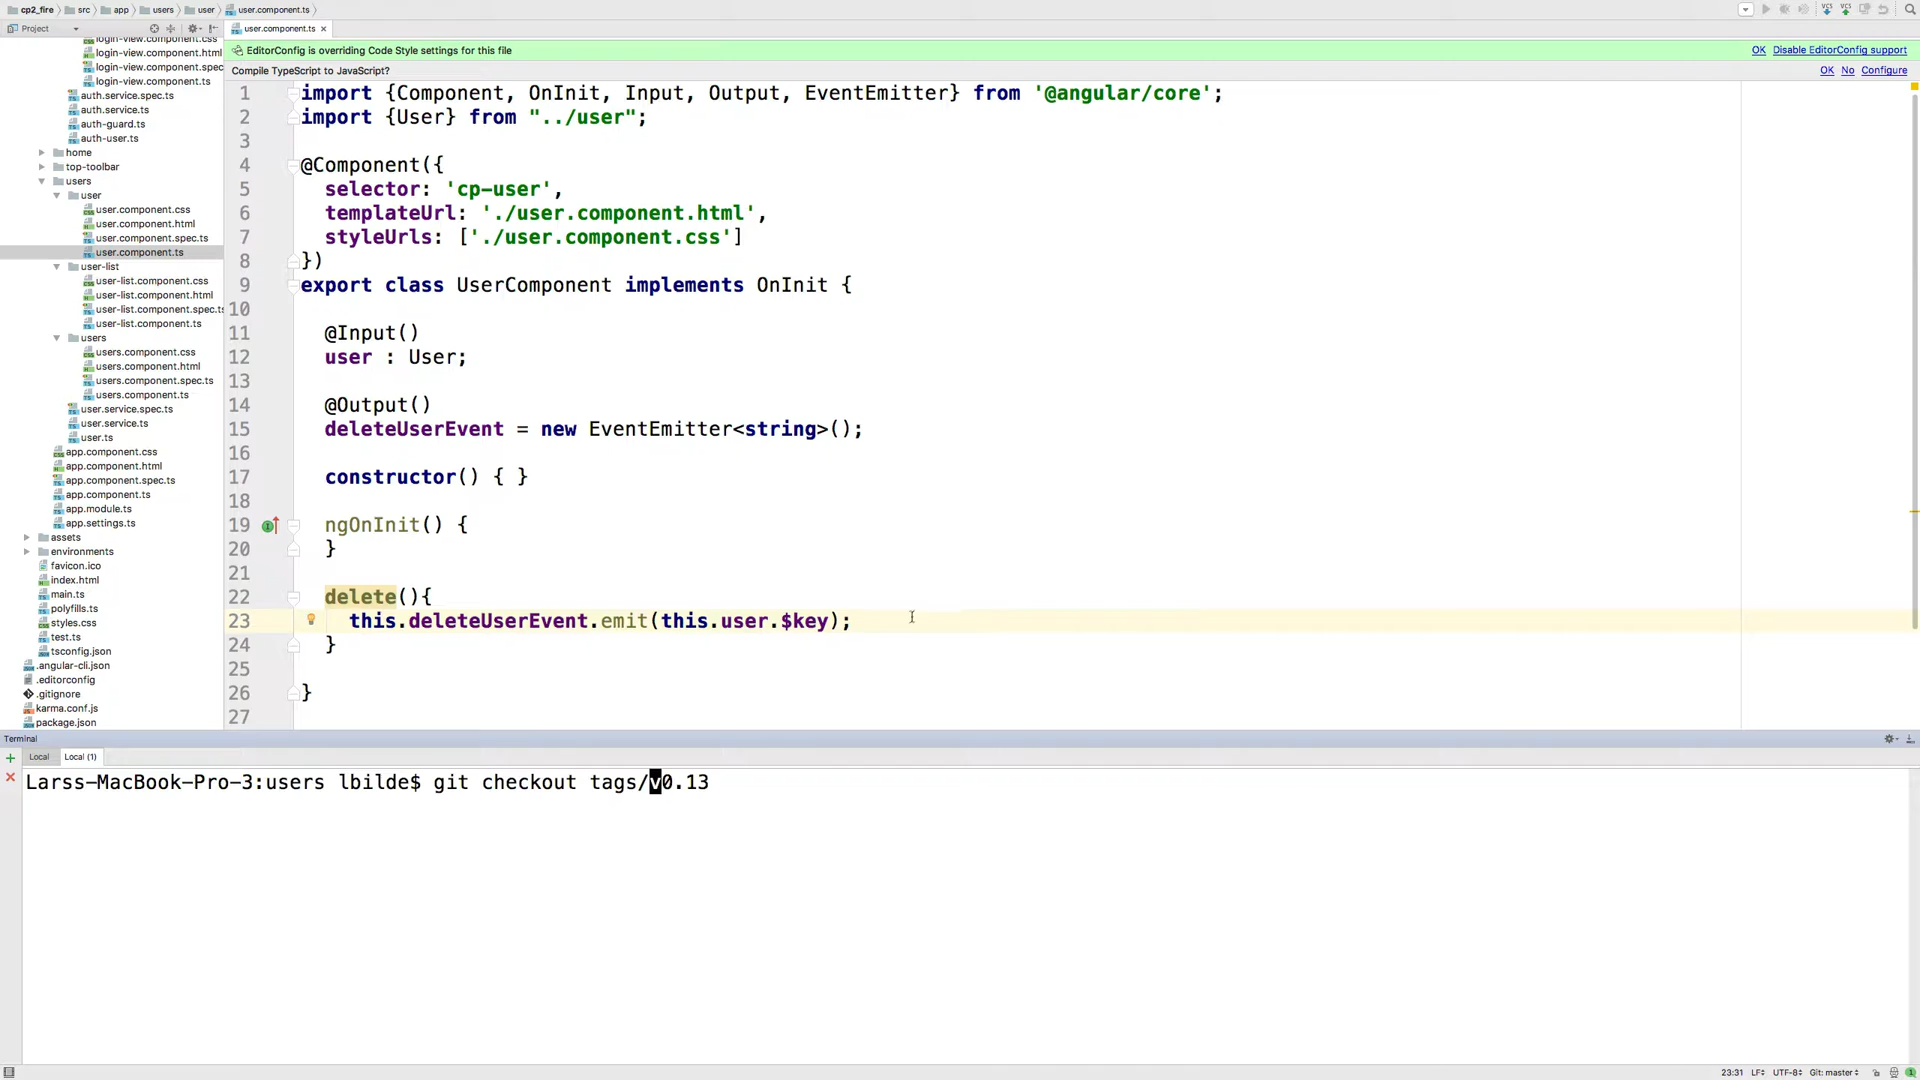 cp2_fire src app users user user.component.ts
Project
user.component.ts
login-view.component.css
login-view.component.html
login-view.component.spec
login-view.component.ts
auth.service.spec.ts
auth.service.ts
auth-guard.ts
auth-user.ts
home
top-toolbar
users
user
user.component.css
user.component.html
user.component.spec.ts
user.component.ts
user-list
user-list.component.css
user-list.component.html
user-list.component.spec.ts
user-list.component.ts
users
users.component.css
users.component.html
users.component.spec.ts
users.component.ts
user.service.spec.ts
user.service.ts
user.ts
app.component.css
app.component.html
app.component.spec.ts
app.component.ts
app.module.ts
app.settings.ts
assets
environments
favicon.ico
index.html
main.ts
polyfills.ts
styles.css
test.ts
tsconfig.json
.angular-cli.json
.editorconfig
.gitignore
karma.conf.js
package.json
EditorConfig is overriding Code Style settings for this file OK Disable EditorConfig support
Compile TypeScript to JavaScript? OK No Configure
1 import {Component, OnInit, Input, Output, EventEmitter} from '@angular/core';
2 import {User} from "../user";
3
4 @Component({
5 selector: 'cp-user',
6 templateUrl: './user.component.html',
7 styleUrls: ['./user.component.css']
8 })
9 export class UserComponent implements OnInit {
10
11 @Input()
12 user : User;
13
14 @Output()
15 deleteUserEvent = new EventEmitter<string>();
16
17 constructor() { }
18
19 ngOnInit() {
20 }
21
22 delete(){
23 this.deleteUserEvent.emit(this.user.$key);
24 }
25
26 }
27
Terminal
Local Local (1)
Larss-MacBook-Pro-3:users lbilde$ git checkout tags/v0.13
23:31 LF UTF-8 Git: master 1